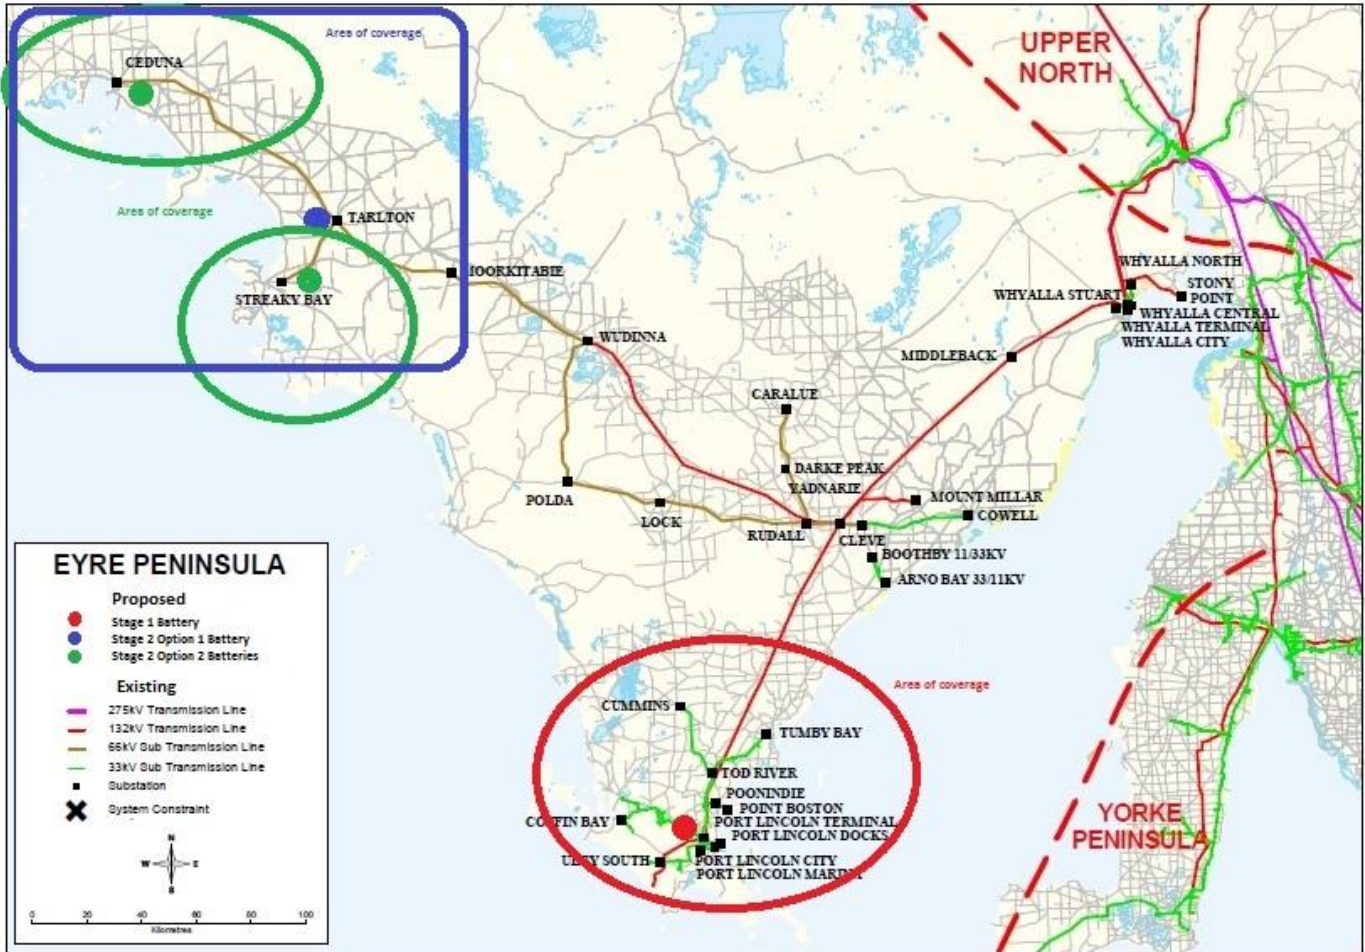 Area of coverage
CEDUNA
UPPER
NORTH
Area of coverage
TARLTON
MOORKITABIE
STREAKY BAY
WHYALLA NORTH
STONY
POINT
WHYALLA STUART
WHYALLA CENTRAL
WHYALLA TERMINAL
WHYALLA CITY
WUDINNA
MIDDLEBACK
CARALUE
DARKE PEAK
YADNARIE
POLDA
LOCK
MOUNT MILLAR
COWELL
RUDALL
CLEVE
BOOTHBY 11/33KV
ARNO BAY 33/11KV
EYRE PENINSULA
Proposed
Stage 1 Battery
Stage 2 Option 1 Battery
Stage 2 Option 2 Batteries
Existing
275kV Transmission Line
132kV Transmission Line
66kV Sub Transmission Line
33kV Sub Transmission Line
Substation
System Constraint
N
W E
S
0 20 40 60 80 100
Kilometres
Area of coverage
CUMMINS
TUMBY BAY
TOD RIVER
POONINDIE
POINT BOSTON
COFFIN BAY
PORT LINCOLN TERMINAL
PORT LINCOLN DOCKS
ULEY SOUTH
PORT LINCOLN CITY
PORT LINCOLN MARINA
YORKE
PENINSULA